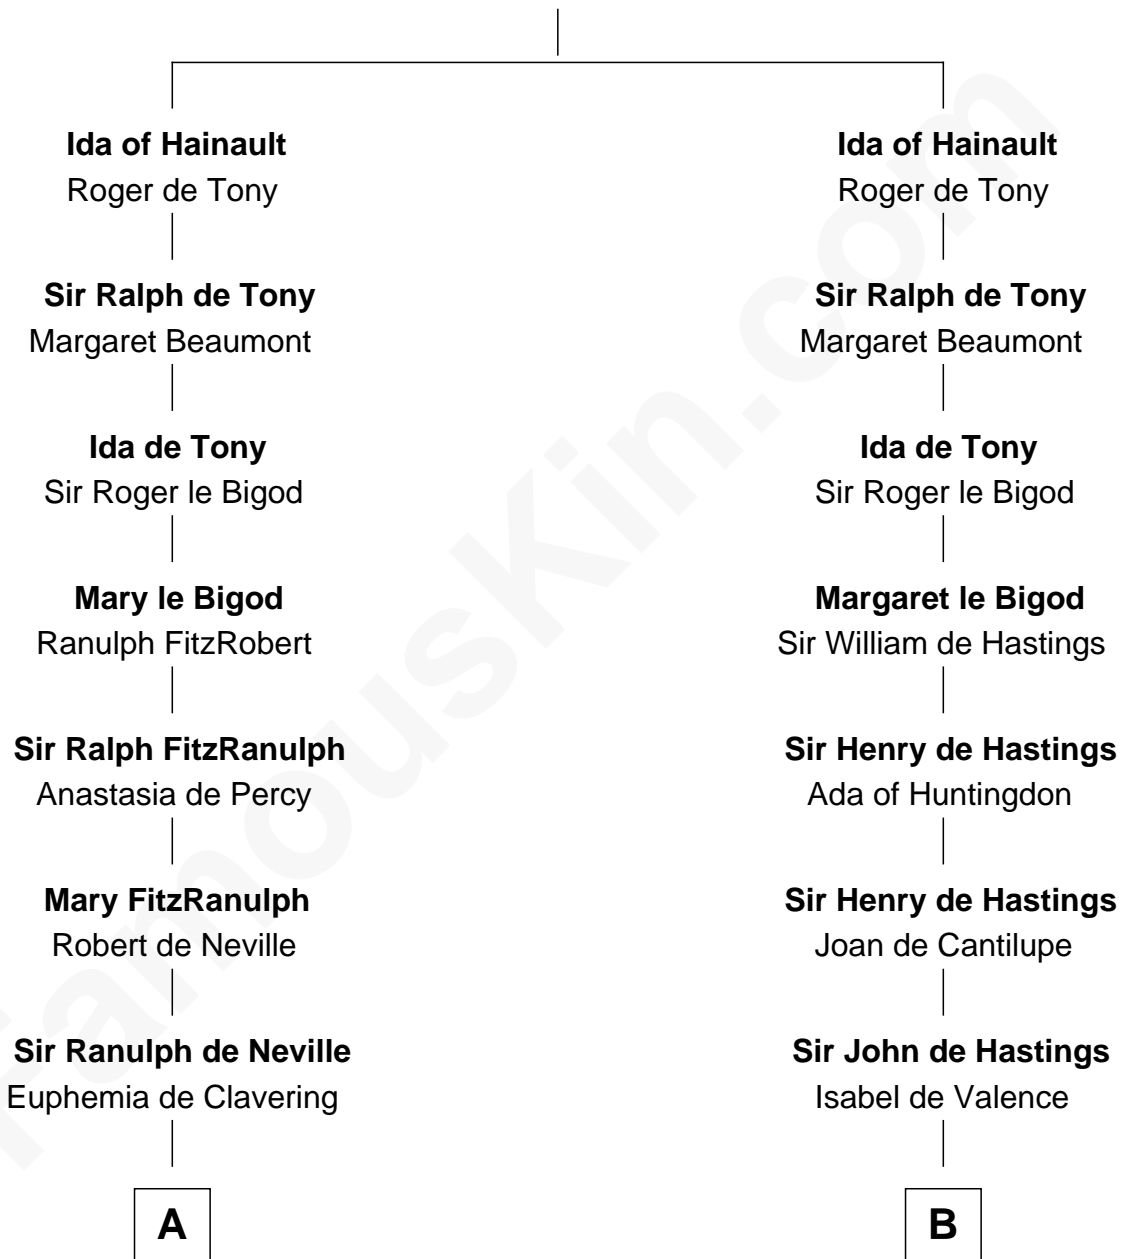 Ida of Hainault
Roger de Tony
Sir Ralph de Tony
Margaret Beaumont
Ida de Tony
Sir Roger le Bigod
Mary le Bigod
Ranulph FitzRobert
Sir Ralph FitzRanulph
Anastasia de Percy
Mary FitzRanulph
Robert de Neville
Sir Ranulph de Neville
Euphemia de Clavering
A
Ida of Hainault
Roger de Tony
Sir Ralph de Tony
Margaret Beaumont
Ida de Tony
Sir Roger le Bigod
Margaret le Bigod
Sir William de Hastings
Sir Henry de Hastings
Ada of Huntingdon
Sir Henry de Hastings
Joan de Cantilupe
Sir John de Hastings
Isabel de Valence
B
FamousKin.com